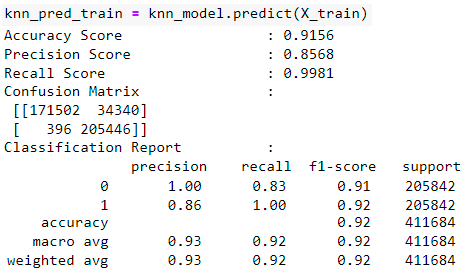 knn_pred_train = knn_model.predict(X_train)
Accuracy Score : 0.9156
Precision Score : 0.8568
Recall Score : 0.9981
Confusion Matrix :
[[171502 34340]
[ 396 205446]]
Classification Report :
precision recall f1-score support
0 1.00 0.83 0.91 205842
1 0.86 1.00 0.92 205842
accuracy 0.92 411684
macro avg 0.93 0.92 0.92 411684
weighted avg 0.93 0.92 0.92 411684